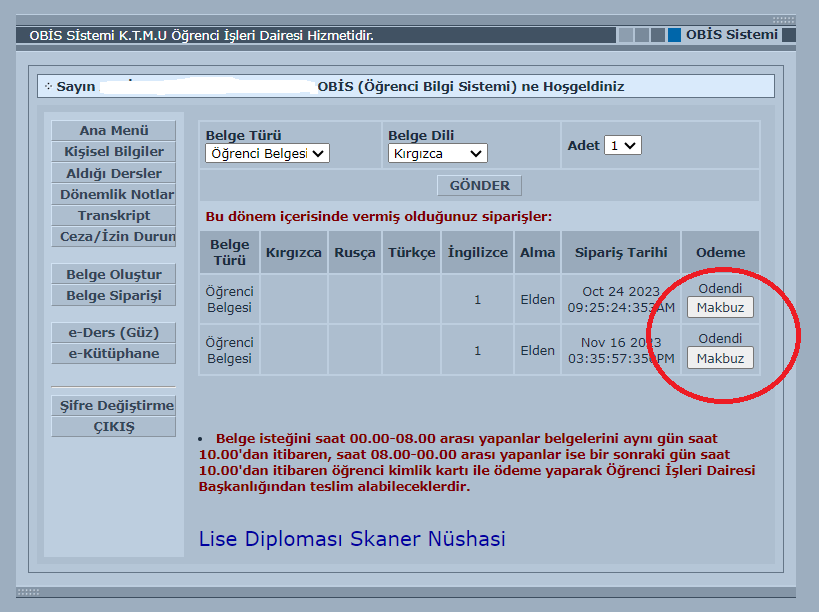 OBİS Sİstemi K.T.M.U Öğrenci İşleri Dairesi Hizmetidir.
OBİS Sistemi
Sayın OBİS (Öğrenci Bilgi Sistemi) ne Hoşgeldiniz
Ana Menü
Kişisel Bilgiler
Aldığı Dersler
Dönemlik Notlar
Transkript
Ceza/İzin Durum
Belge Oluştur
Belge Siparişi
e-Ders (Güz)
e-Kütüphane
Şifre Değiştirme
ÇIKIŞ
Belge Türü
Öğrenci Belgesi
Belge Dili
Kırgızca
Adet 1
GÖNDER
Bu dönem içerisinde vermiş olduğunuz siparişler:
Belge Türü Kırgızca Rusça Türkçe İngilizce Alma Sipariş Tarihi Odeme
Öğrenci Belgesi 1 Elden Oct 24 2023 09:25:24:353AM Odendi Makbuz
Öğrenci Belgesi 1 Elden Nov 16 2023 03:35:57:350PM Odendi Makbuz
• Belge isteğini saat 00.00-08.00 arası yapanlar belgelerini aynı gün saat
10.00'dan itibaren, saat 08.00-00.00 arası yapanlar ise bir sonraki gün saat
10.00'dan itibaren öğrenci kimlik kartı ile ödeme yaparak Öğrenci İşleri Dairesi
Başkanlığından teslim alabileceklerdir.
Lise Diploması Skaner Nüshasi